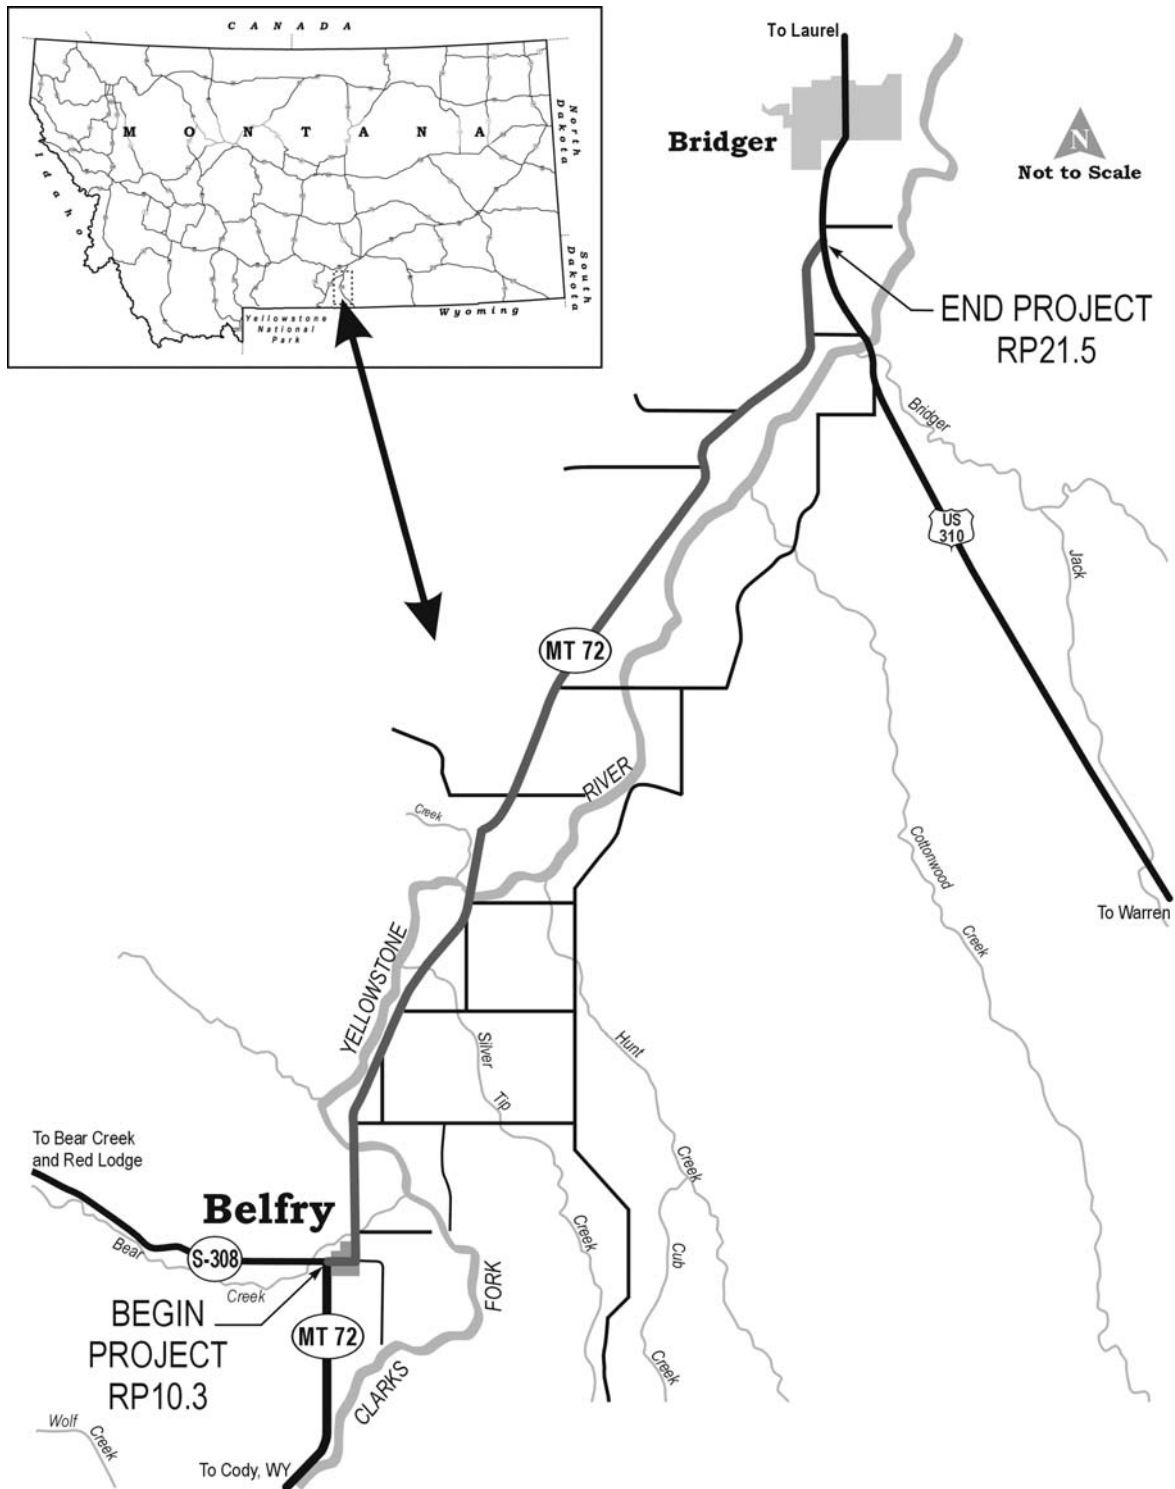 CANADA
MONTANA
Idaho
North
Dakota
South
Dakota
Wyoming
Yellowstone
National
Park
To Laurel
Bridger
N
Not to Scale
END PROJECT
RP21.5
Bridger
US
310
Jack
MT 72
RIVER
Creek
Cottonwood
Creek
To Warren
YELLOWSTONE
Silver
Tip
Creek
Hunt
Creek
Cub
Creek
To Bear Creek
and Red Lodge
Belfry
S-308
Bear
Creek
BEGIN
PROJECT
RP10.3
MT 72
FORK
CLARKS
Wolf
Creek
To Cody, WY